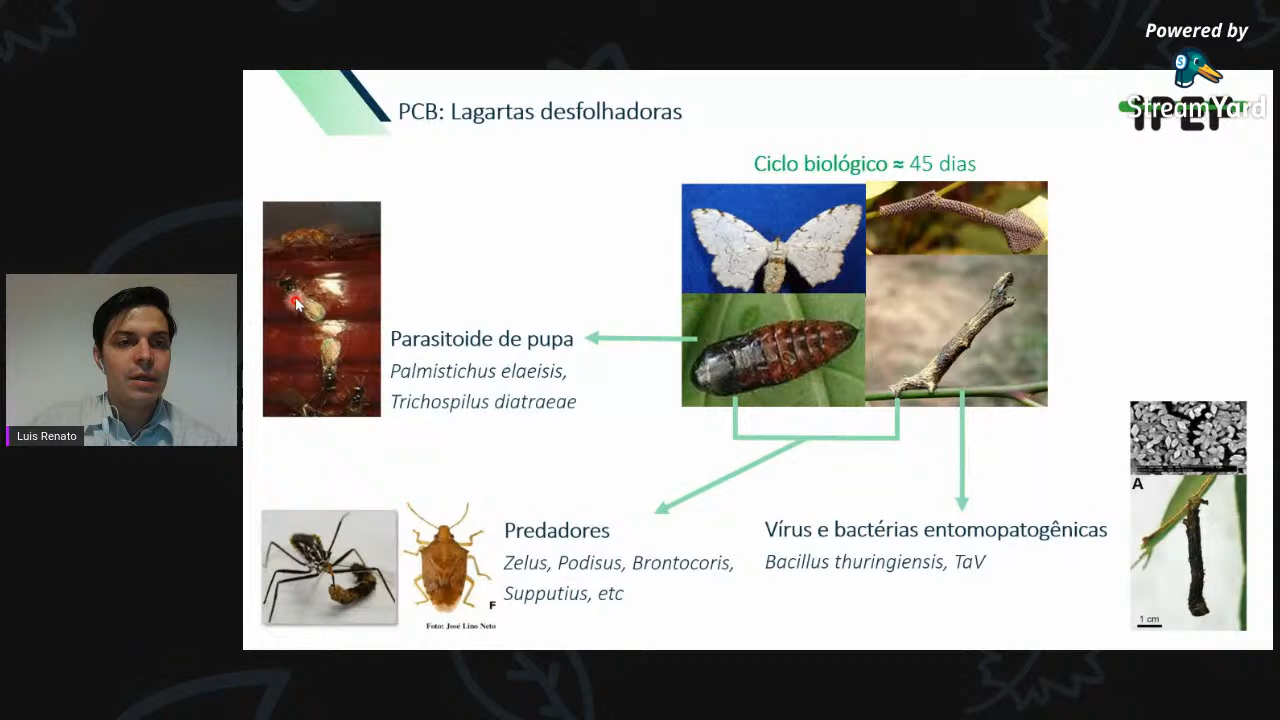 Powered by
StreamYard
IPEF
PCB: Lagartas desfolhadoras
Ciclo biológico ≈ 45 dias
Parasitoide de pupa
Palmistichus elaeisis,
Trichospilus diatraeae
Luis Renato
A
Predadores
Zelus, Podisus, Brontocoris,
Supputius, etc
F
Foto: José Lino Neto
Vírus e bactérias entomopatogênicas
Bacillus thuringiensis, TaV
1 cm